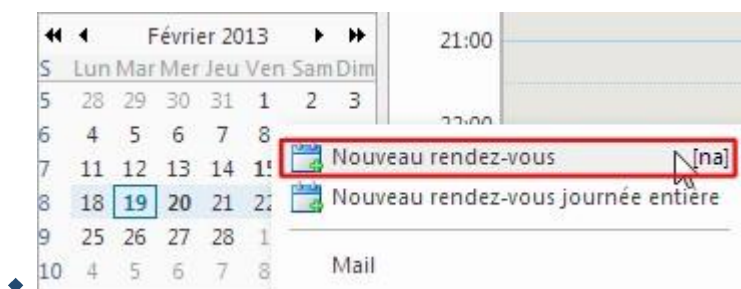 Février 2013
S Lun Mar Mer Jeu Ven Sam Dim
5 28 29 30 31 1 2 3
6 4 5 6 7 8
7 11 12 13 14
8 18 19 20 21
9 25 26 27 28 1
10 4 5 6 7 8
21:00
22:00
Nouveau rendez-vous [na]
Nouveau rendez-vous journée entière
Mail